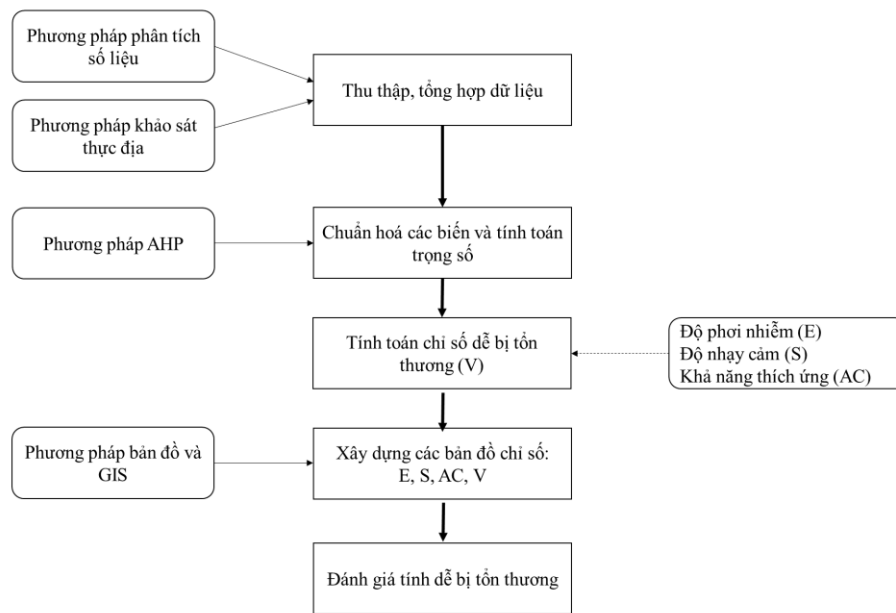 Phương pháp phân tích
số liệu
Thu thập, tổng hợp dữ liệu
Phương pháp khảo sát
thực địa
Phương pháp AHP
Chuẩn hoá các biến và tính toán
trọng số
Tính toán chỉ số dễ bị tổn
thương (V)
Độ phơi nhiễm (E)
Độ nhạy cảm (S)
Khả năng thích ứng (AC)
Phương pháp bản đồ và
GIS
Xây dựng các bản đồ chỉ số:
E, S, AC, V
Đánh giá tính dễ bị tổn thương